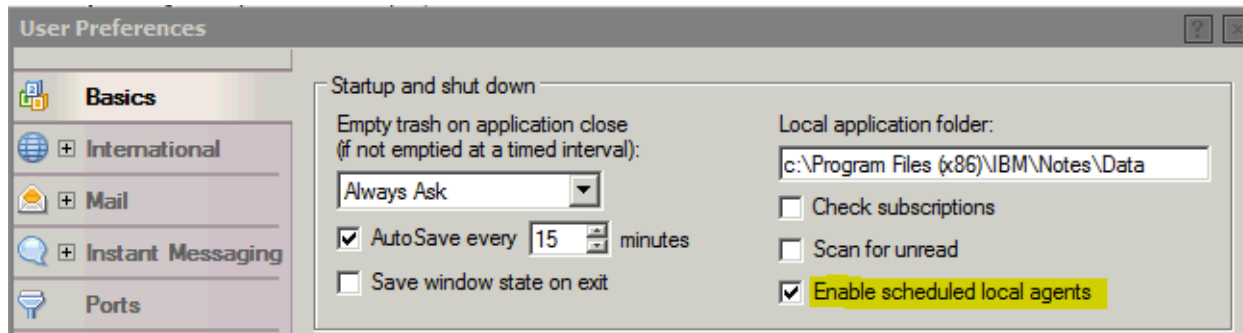 User Preferences
Basics
International
Mail
Instant Messaging
Ports
Startup and shut down
Empty trash on application close
(if not emptied at a timed interval):
Always Ask
AutoSave every 15 minutes
Save window state on exit
Local application folder:
c:\Program Files (x86)\IBM\Notes\Data
Check subscriptions
Scan for unread
Enable scheduled local agents